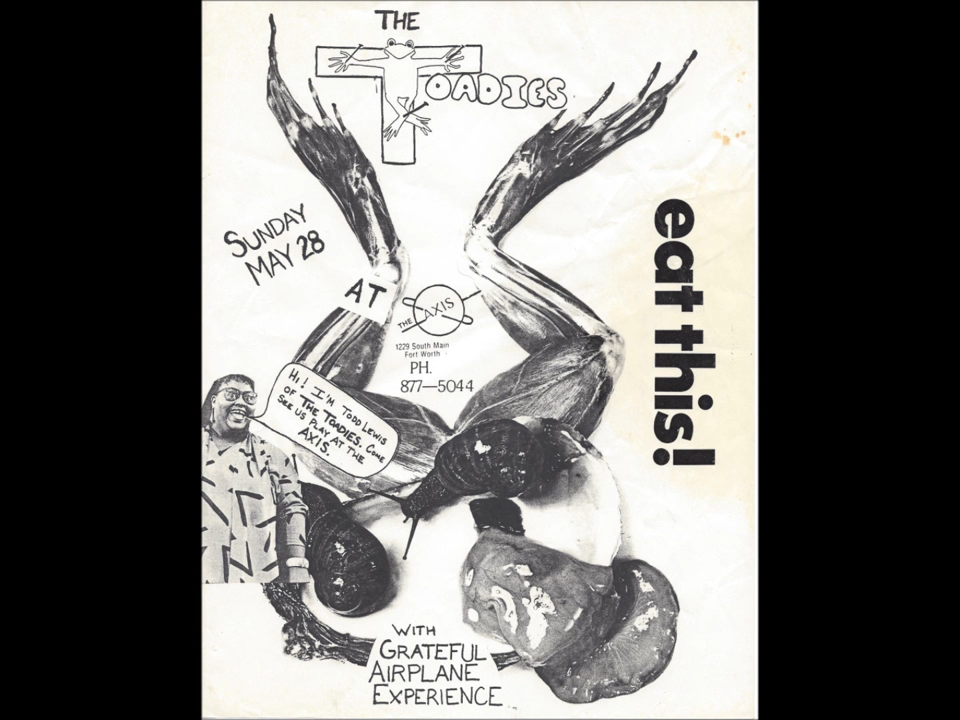 THE
TOADIES
SUNDAY
MAY 28
AT
THE AXIS
1229 South Main
Fort Worth
PH.
877—5044
eat this!
HI! I'M TODD LEWIS
OF THE TOADIES. COME
SEE US PLAY AT THE
AXIS.
WITH
GRATEFUL
AIRPLANE
EXPERIENCE